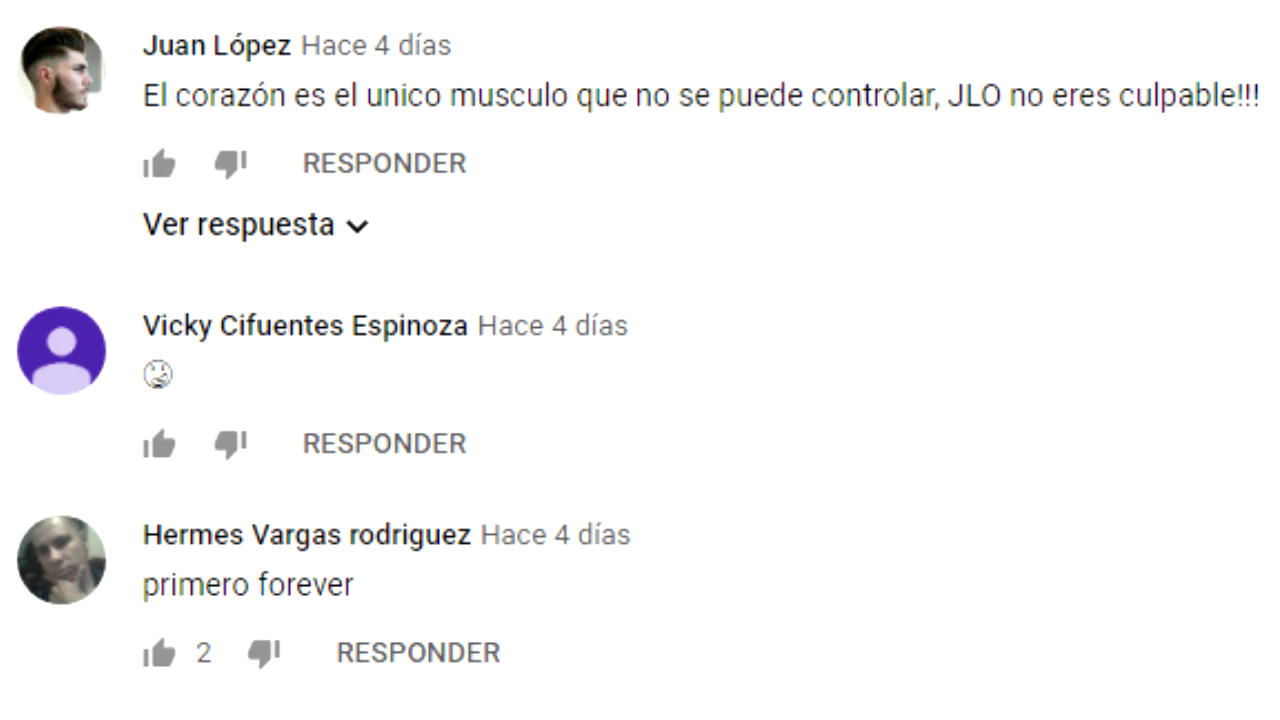 Juan López Hace 4 días
El corazón es el unico musculo que no se puede controlar, JLO no eres culpable!!!
RESPONDER
Ver respuesta
Vicky Cifuentes Espinoza Hace 4 días
RESPONDER
Hermes Vargas rodriguez Hace 4 días
primero forever
2 RESPONDER